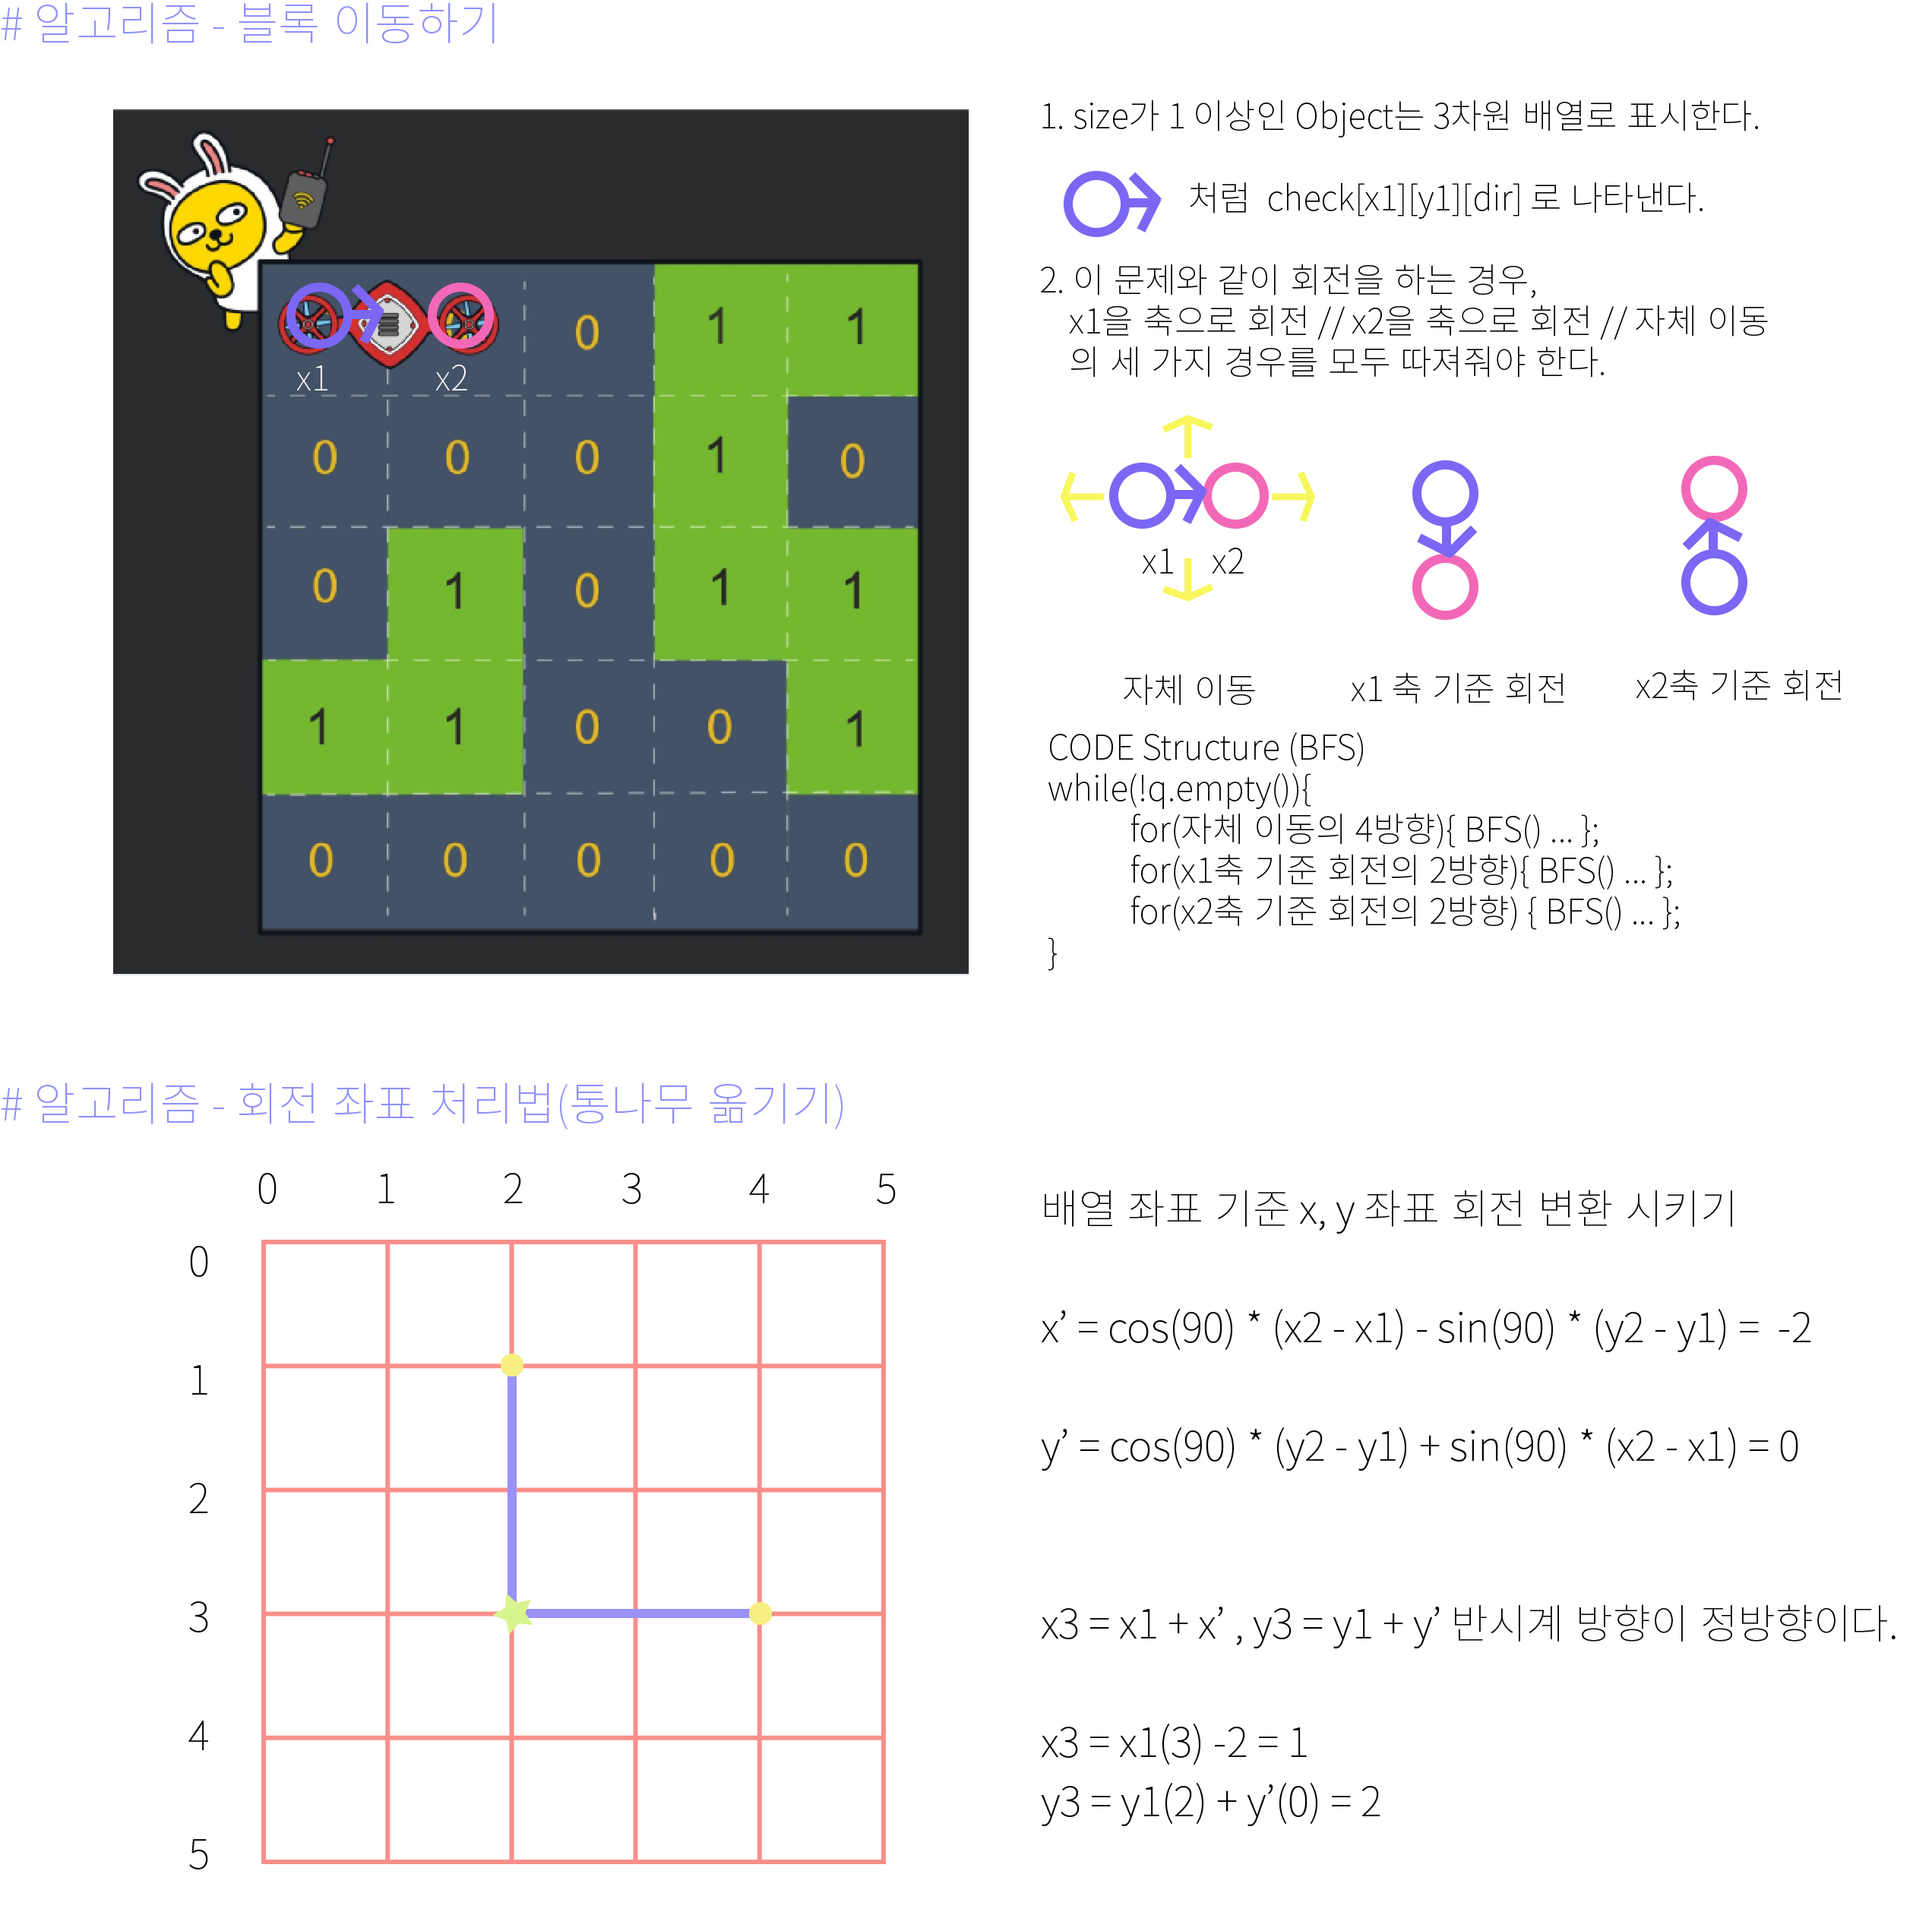 # 알고리즘 - 블록 이동하기
x1 x2 0 1 1
0 0 0 1 0
0 1 0 1 1
1 1 0 0 1
0 0 0 0 0
1. size가 1 이상인 Object는 3차원 배열로 표시한다.
처럼 check[x1][y1][dir] 로 나타낸다.
2. 이 문제와 같이 회전을 하는 경우,
x1을 축으로 회전 // x2을 축으로 회전 // 자체 이동
의 세 가지 경우를 모두 따져줘야 한다.
x1 x2
자체 이동
x1 축 기준 회전
x2축 기준 회전
CODE Structure (BFS)
while(!q.empty()){
for(자체 이동의 4방향){ BFS() ... };
for(x1축 기준 회전의 2방향){ BFS() ... };
for(x2축 기준 회전의 2방향) { BFS() ... };
}
# 알고리즘 - 회전 좌표 처리법(통나무 옮기기)
0 1 2 3 4 5
0
1
2
3
4
5
배열 좌표 기준 x, y 좌표 회전 변환 시키기
x’ = cos(90) * (x2 - x1) - sin(90) * (y2 - y1) = -2
y’ = cos(90) * (y2 - y1) + sin(90) * (x2 - x1) = 0
x3 = x1 + x’ , y3 = y1 + y’ 반시계 방향이 정방향이다.
x3 = x1(3) -2 = 1
y3 = y1(2) + y’(0) = 2